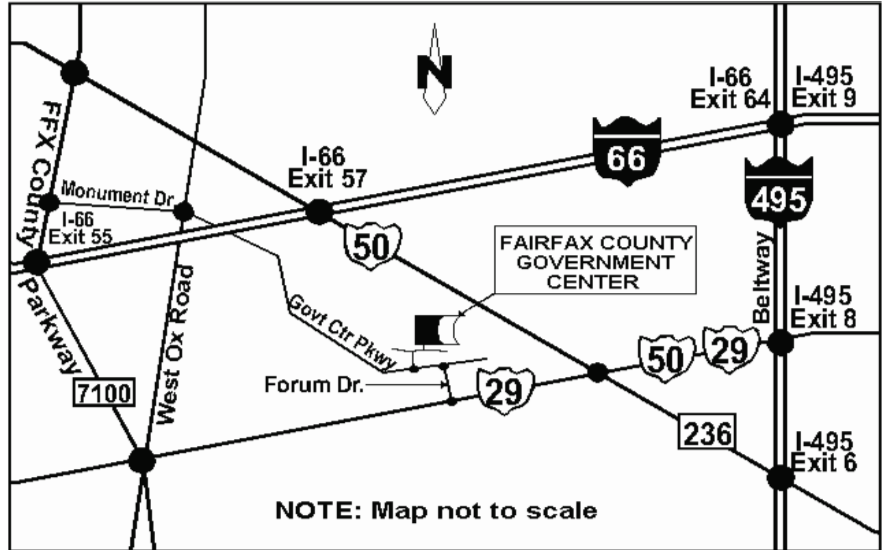 N
I-66
Exit 64
I-495
Exit 9
FFX County
Parkway
I-66
Exit 57
66
495
Monument Dr.
I-66
Exit 55
50
FAIRFAX COUNTY
GOVERNMENT
CENTER
Beltway
I-495
Exit 8
West Ox Road
Govt Ctr Pkwy
50
29
Forum Dr.
29
7100
236
I-495
Exit 6
NOTE: Map not to scale